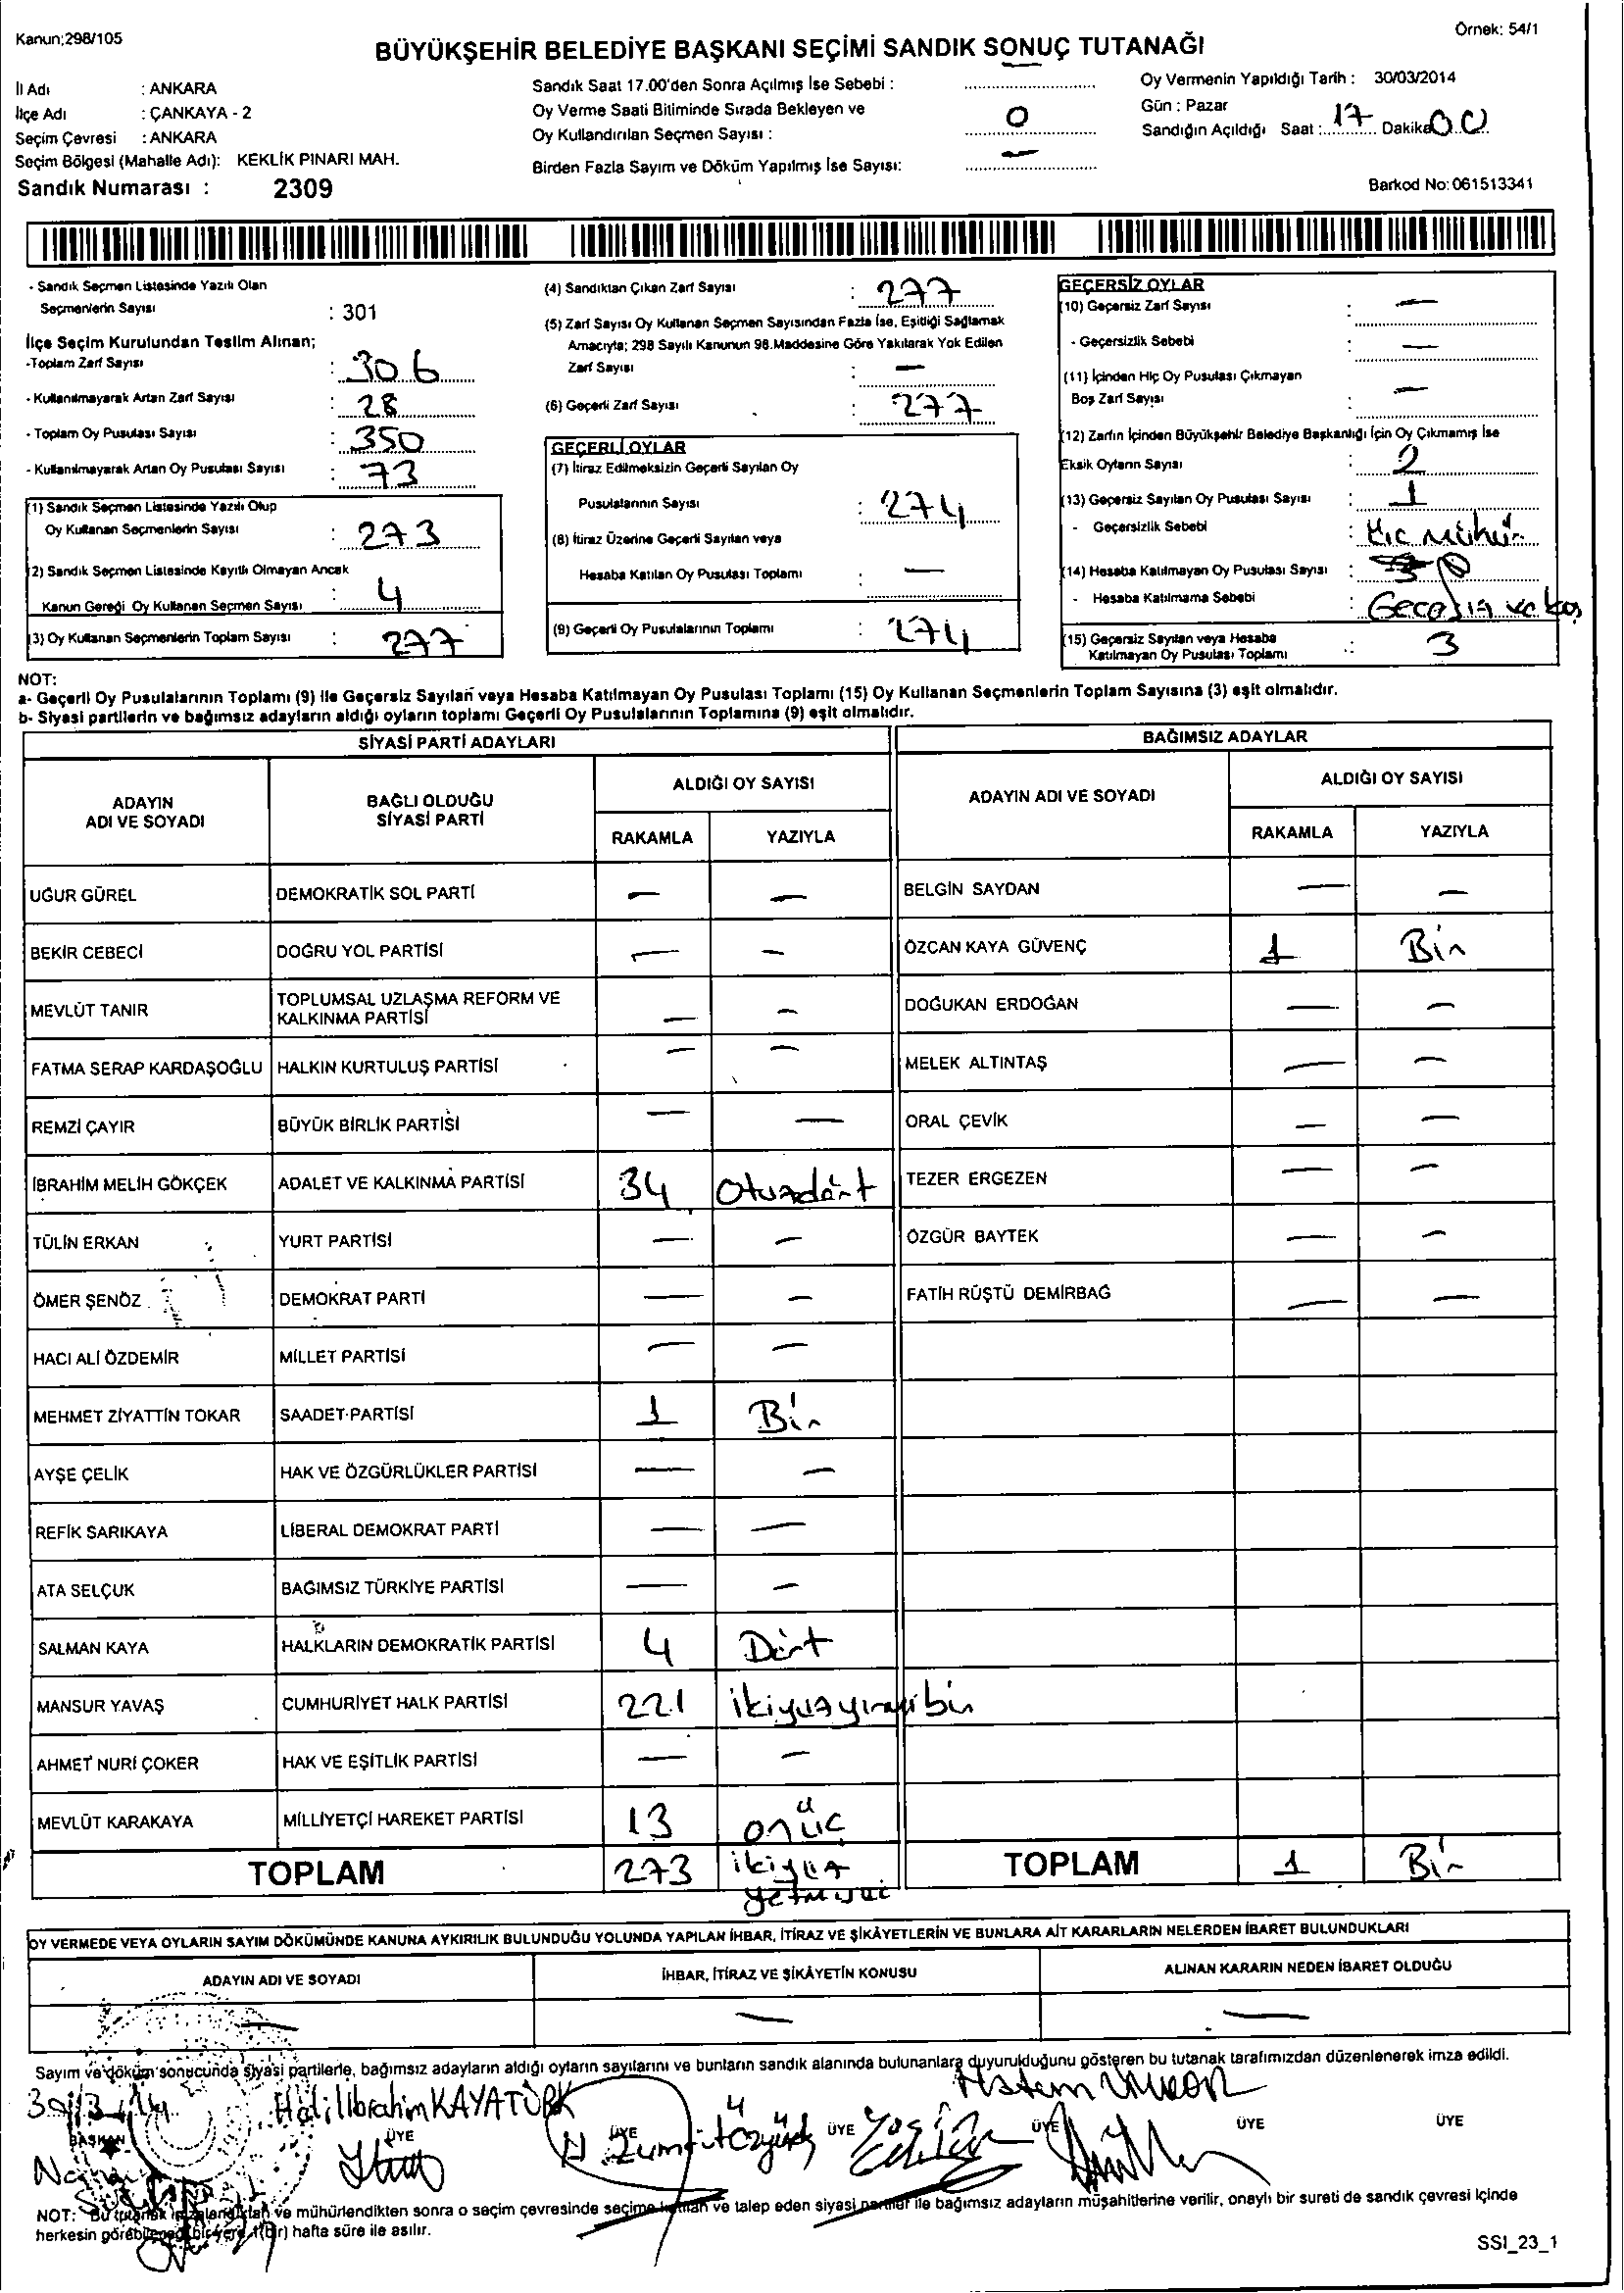 Kanun;298/105
Örnek: 54/1
BÜYÜKŞEHİR BELEDİYE BAŞKANI SEÇİMİ SANDIK SONUÇ TUTANAĞI
İl Adı : ANKARA
İlçe Adı : ÇANKAYA - 2
Seçim Çevresi : ANKARA
Seçim Bölgesi (Mahalle Adı): KEKLİK PINARI MAH.
Sandık Numarası : 2309
Sandık Saat 17.00'den Sonra Açılmış İse Sebebi : —
Oy Verme Saati Bitiminde Sırada Bekleyen ve
Oy Kullandırılan Seçmen Sayısı : 0
Birden Fazla Sayım ve Döküm Yapılmış İse Sayısı: —
Oy Vermenin Yapıldığı Tarih : 30/03/2014
Gün : Pazar
Sandığın Açıldığı Saat : 17 Dakika 00
Barkod No: 061513341
- Sandık Seçmen Listesinde Yazılı Olan
Seçmenlerin Sayısı : 301
İlçe Seçim Kurulundan Teslim Alınan;
-Toplam Zarf Sayısı : 306
- Kullanılmayarak Artan Zarf Sayısı : 28
- Toplam Oy Pusulası Sayısı : 350
- Kullanılmayarak Artan Oy Pusulası Sayısı : 73
(1) Sandık Seçmen Listesinde Yazılı Olup
Oy Kullanan Seçmenlerin Sayısı : 273
(2) Sandık Seçmen Listesinde Kayıtlı Olmayan Ancak
Kanun Gereği Oy Kullanan Seçmen Sayısı : 4
(3) Oy Kullanan Seçmenlerin Toplam Sayısı : 277
(4) Sandıktan Çıkan Zarf Sayısı : 277
(5) Zarf Sayısı Oy Kullanan Seçmen Sayısından Fazla İse, Eşitliği Sağlamak
Amacıyla; 298 Sayılı Kanunun 98.Maddesine Göre Yakılarak Yok Edilen
Zarf Sayısı : —
(6) Geçerli Zarf Sayısı : 277
GEÇERLİ OYLAR
(7) İtiraz Edilmeksizin Geçerli Sayılan Oy
Pusulalarının Sayısı : 274
(8) İtiraz Üzerine Geçerli Sayılan veya
Hesaba Katılan Oy Pusulası Toplamı : —
(9) Geçerli Oy Pusulalarının Toplamı : 274
GEÇERSİZ OYLAR
(10) Geçersiz Zarf Sayısı : —
- Geçersizlik Sebebi : —
(11) İçinden Hiç Oy Pusulası Çıkmayan
Boş Zarf Sayısı : —
(12) Zarfın İçinden Büyükşehir Belediye Başkanlığı İçin Oy Çıkmamış İse
Eksik Oyların Sayısı : 2
(13) Geçersiz Sayılan Oy Pusulası Sayısı : 1
- Geçersizlik Sebebi :
(14) Hesaba Katılmayan Oy Pusulası Sayısı :
- Hesaba Katılmama Sebebi : Geçersiz ve boş
(15) Geçersiz Sayılan veya Hesaba
Katılmayan Oy Pusulası Toplamı : 3
NOT:
a- Geçerli Oy Pusulalarının Toplamı (9) ile Geçersiz Sayılan veya Hesaba Katılmayan Oy Pusulası Toplamı (15) Oy Kullanan Seçmenlerin Toplam Sayısına (3) eşit olmalıdır.
b- Siyasi partilerin ve bağımsız adayların aldığı oyların toplamı Geçerli Oy Pusulalarının Toplamına (9) eşit olmalıdır.
SİYASİ PARTİ ADAYLARI
BAĞIMSIZ ADAYLAR
ADAYIN ADI VE SOYADI
BAĞLI OLDUĞU SİYASİ PARTİ
ALDIĞI OY SAYISI
RAKAMLA YAZIYLA
ADAYIN ADI VE SOYADI
ALDIĞI OY SAYISI
RAKAMLA YAZIYLA
UĞUR GÜREL DEMOKRATİK SOL PARTİ — — BELGİN SAYDAN — —
BEKİR CEBECİ DOĞRU YOL PARTİSİ — — ÖZCAN KAYA GÜVENÇ 1 Bir
MEVLÜT TANIR TOPLUMSAL UZLAŞMA REFORM VE KALKINMA PARTİSİ — — DOĞUKAN ERDOĞAN — —
FATMA SERAP KARDAŞOĞLU HALKIN KURTULUŞ PARTİSİ — — MELEK ALTINTAŞ — —
REMZİ ÇAYIR BÜYÜK BİRLİK PARTİSİ — — ORAL ÇEVİK — —
İBRAHİM MELİH GÖKÇEK ADALET VE KALKINMA PARTİSİ 34 Otuzdört TEZER ERGEZEN — —
TÜLİN ERKAN YURT PARTİSİ — — ÖZGÜR BAYTEK — —
ÖMER ŞENÖZ DEMOKRAT PARTİ — — FATİH RÜŞTÜ DEMİRBAĞ — —
HACI ALİ ÖZDEMİR MİLLET PARTİSİ — —
MEHMET ZİYATTİN TOKAR SAADET PARTİSİ 1 Bir
AYŞE ÇELİK HAK VE ÖZGÜRLÜKLER PARTİSİ — —
REFİK SARIKAYA LİBERAL DEMOKRAT PARTİ — —
ATA SELÇUK BAĞIMSIZ TÜRKİYE PARTİSİ — —
SALMAN KAYA HALKLARIN DEMOKRATİK PARTİSİ 4 Dört
MANSUR YAVAŞ CUMHURİYET HALK PARTİSİ 221 ikiyüzyirmibir
AHMET NURİ ÇOKER HAK VE EŞİTLİK PARTİSİ — —
MEVLÜT KARAKAYA MİLLİYETÇİ HAREKET PARTİSİ 13 onüç
TOPLAM 273 ikiyüz yetmişüç TOPLAM 1 Bir
OY VERMEDE VEYA OYLARIN SAYIM DÖKÜMÜNDE KANUNA AYKIRILIK BULUNDUĞU YOLUNDA YAPILAN İHBAR, İTİRAZ VE ŞİKÂYETLERİN VE BUNLARA AİT KARARLARIN NELERDEN İBARET BULUNDUKLARI
ADAYIN ADI VE SOYADI İHBAR, İTİRAZ VE ŞİKÂYETİN KONUSU ALINAN KARARIN NEDEN İBARET OLDUĞU
— — —
Sayım ve döküm sonucunda siyasi partilerle, bağımsız adayların aldığı oyların sayılarını ve bunların sandık alanında bulunanlara duyurulduğunu gösteren bu tutanak tarafımızdan düzenlenerek imza edildi.
Halil İbrahim KAYATÜRK
BAŞKAN ÜYE ÜYE ÜYE ÜYE ÜYE ÜYE
NOT: Bu tutanak imzalandıktan ve mühürlendikten sonra o seçim çevresinde seçime katılan ve talep eden siyasi partiler ile bağımsız adayların müşahitlerine verilir, onaylı bir sureti de sandık çevresi içinde
herkesin görebileceği bir yere 1(bir) hafta süre ile asılır.
SSI_23_1